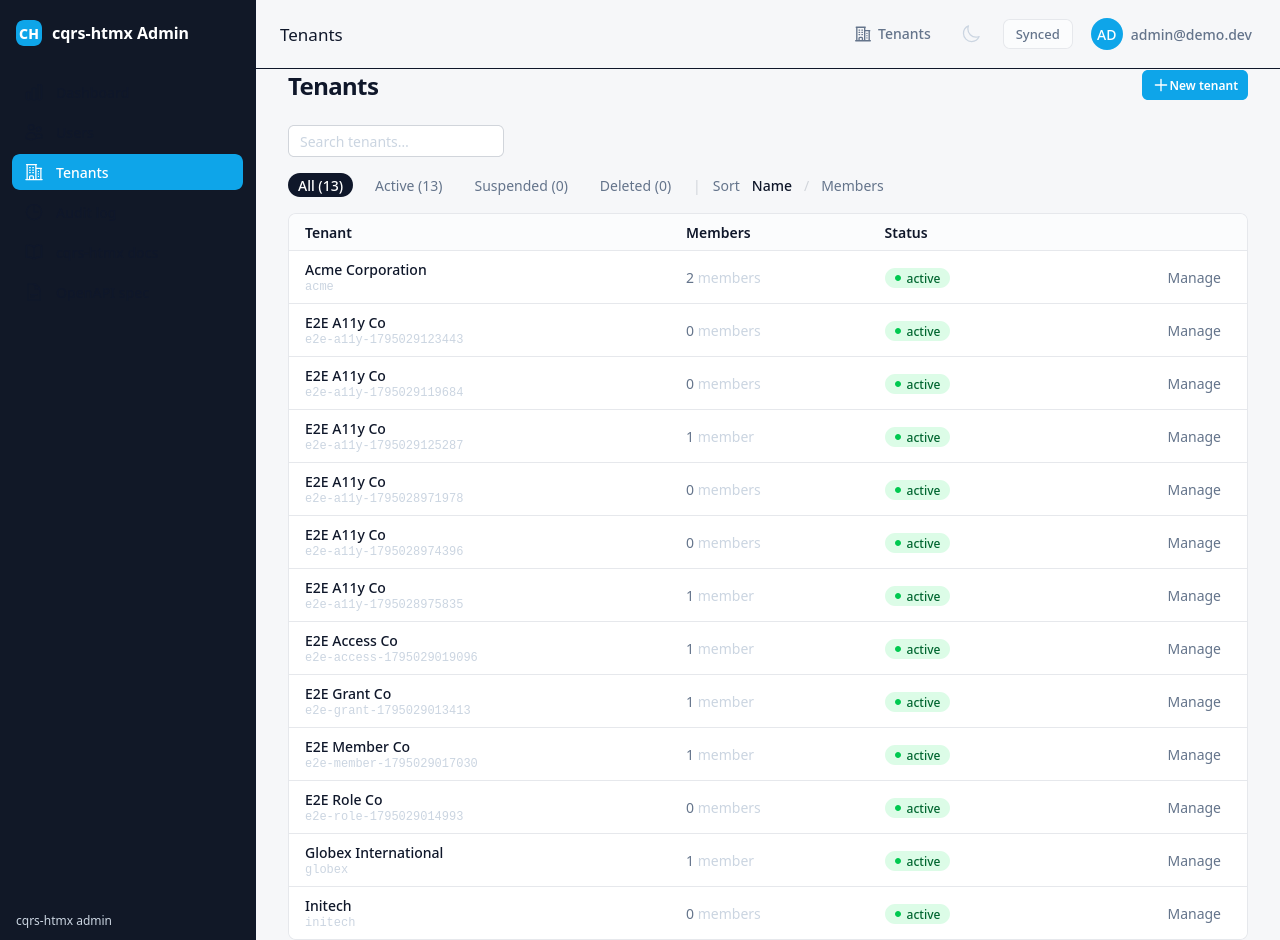 CH cqrs-htmx Admin
Tenants
Tenants
Synced
AD admin@demo.dev
Tenants
Tenants
New tenant
Search tenants...
All (13) Active (13) Suspended (0) Deleted (0) | Sort Name / Members
Tenant Members Status
Acme Corporation
acme
2 members active Manage
E2E A11y Co
e2e-a11y-1795029123443
0 members active Manage
E2E A11y Co
e2e-a11y-1795029119684
0 members active Manage
E2E A11y Co
e2e-a11y-1795029125287
1 member active Manage
E2E A11y Co
e2e-a11y-1795028971978
0 members active Manage
E2E A11y Co
e2e-a11y-1795028974396
0 members active Manage
E2E A11y Co
e2e-a11y-1795028975835
1 member active Manage
E2E Access Co
e2e-access-1795029019096
1 member active Manage
E2E Grant Co
e2e-grant-1795029013413
1 member active Manage
E2E Member Co
e2e-member-1795029017030
1 member active Manage
E2E Role Co
e2e-role-1795029014993
0 members active Manage
Globex International
globex
1 member active Manage
Initech
initech
0 members active Manage
cqrs-htmx admin